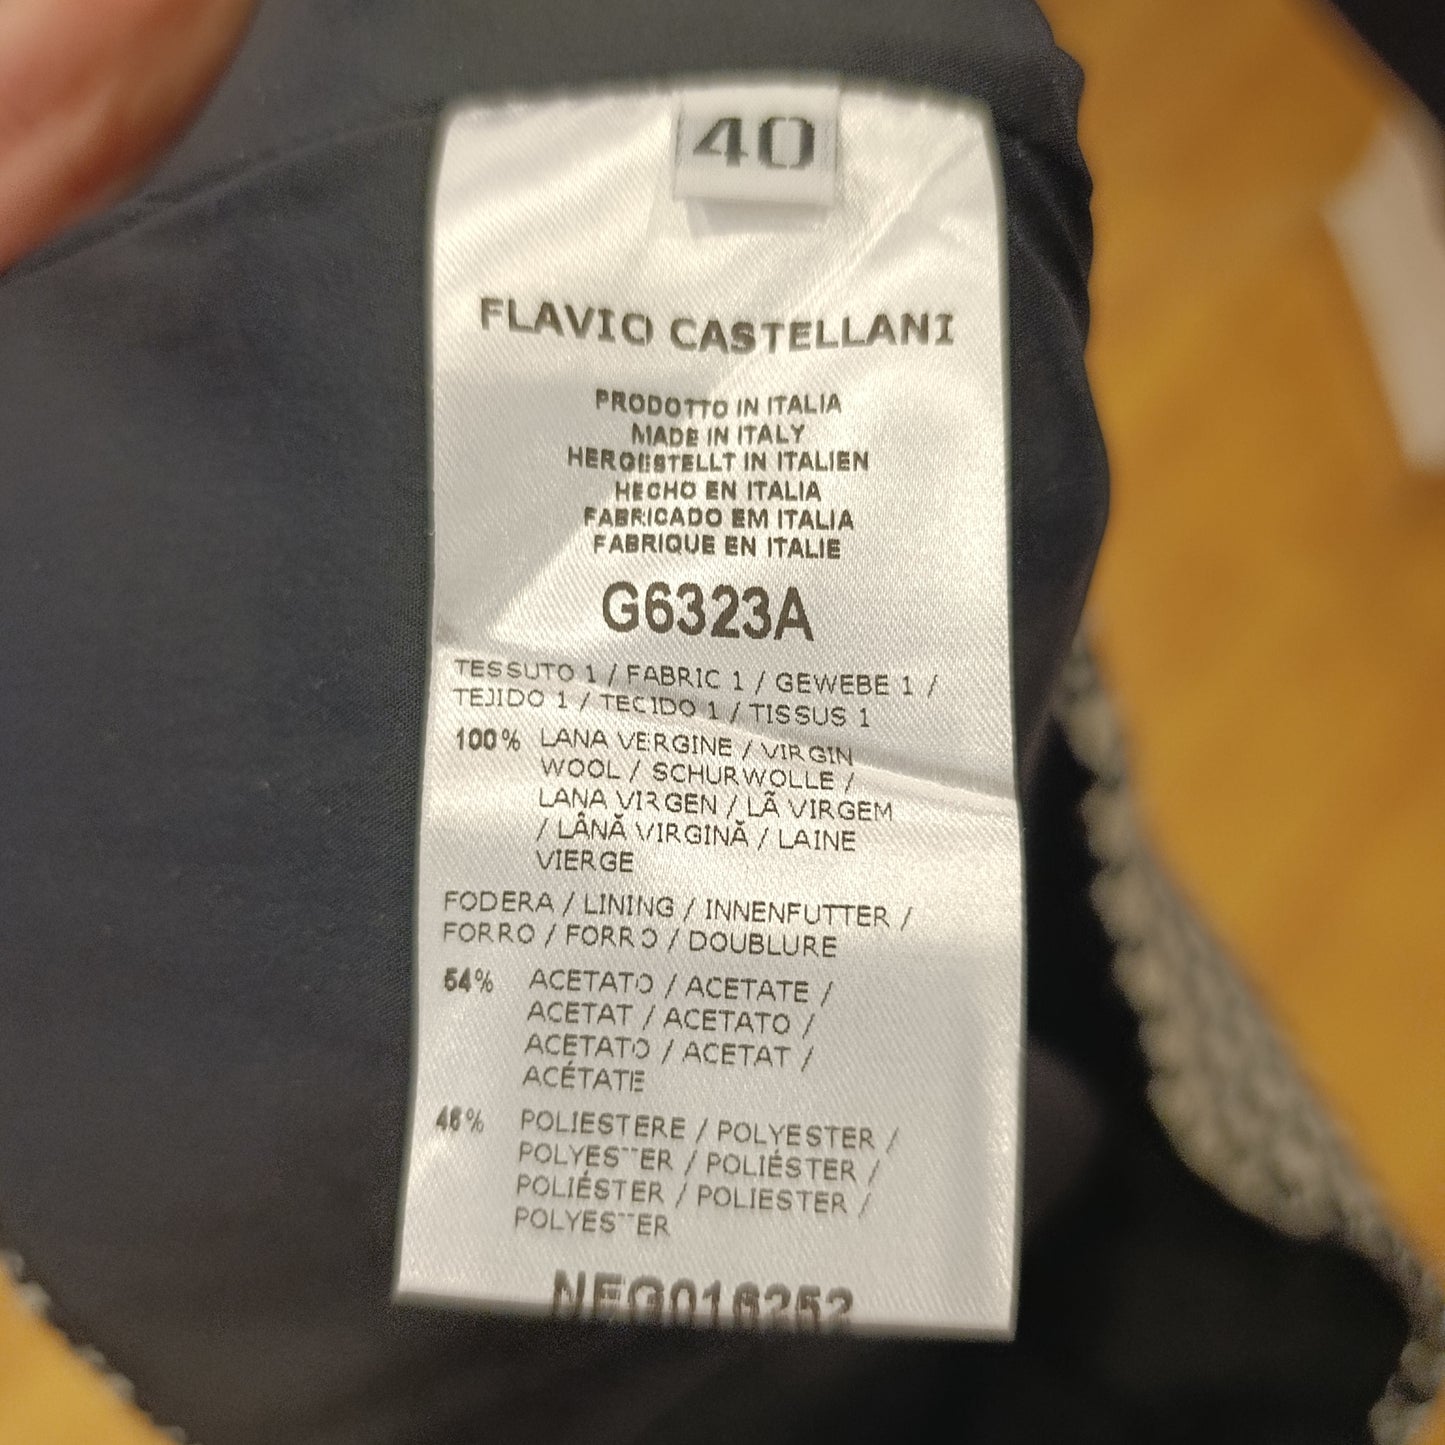 40
FLAVIO CASTELLANI
PRODOTTO IN ITALIA
MADE IN ITALY
HERGESTELLT IN ITALIEN
HECHO EN ITALIA
FABRICADO EM ITALIA
FABRIQUE EN ITALIE
G6323A
TESSUTO 1 / FABRIC 1 / GEWEBE 1 /
TEJIDO 1 / TECIDO 1 / TISSUS 1
100% LANA VERGINE / VIRGIN
WOOL / SCHURWOLLE /
LANA VIRGEN / LÃ VIRGEM
/ LÂNĂ VIRGINĂ / LAINE
VIERGE
FODERA / LINING / INNENFUTTER /
FORRO / FORRO / DOUBLURE
54% ACETATO / ACETATE /
ACETAT / ACETATO /
ACETATO / ACETAT /
ACÉTATE
46% POLIESTERE / POLYESTER /
POLYESTER / POLIÉSTER /
POLIÉSTER / POLIESTER /
POLYESTER
NEG016252